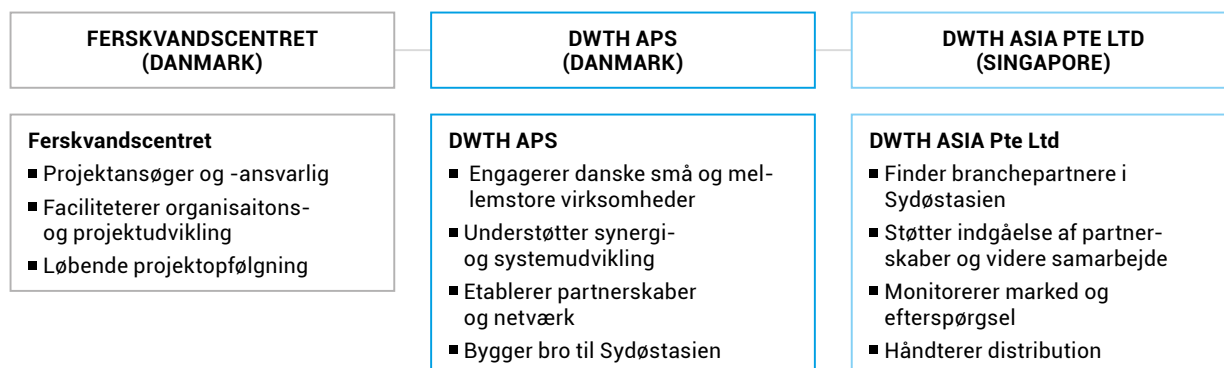 FERSKVANDSCENTRET
(DANMARK)
DWTH APS
(DANMARK)
DWTH ASIA PTE LTD
(SINGAPORE)
Ferskvandscentret
▪ Projektansøger og -ansvarlig
▪ Faciliteterer organisaitons-
og projektudvikling
▪ Løbende projektopfølgning
DWTH APS
▪ Engagerer danske små og mel-
lemstore virksomheder
▪ Understøtter synergi-
og systemudvikling
▪ Etablerer partnerskaber
og netværk
▪ Bygger bro til Sydøstasien
DWTH ASIA Pte Ltd
▪ Finder branchepartnere i
Sydøstasien
▪ Støtter indgåelse af partner-
skaber og videre samarbejde
▪ Monitorerer marked og
efterspørgsel
▪ Håndterer distribution